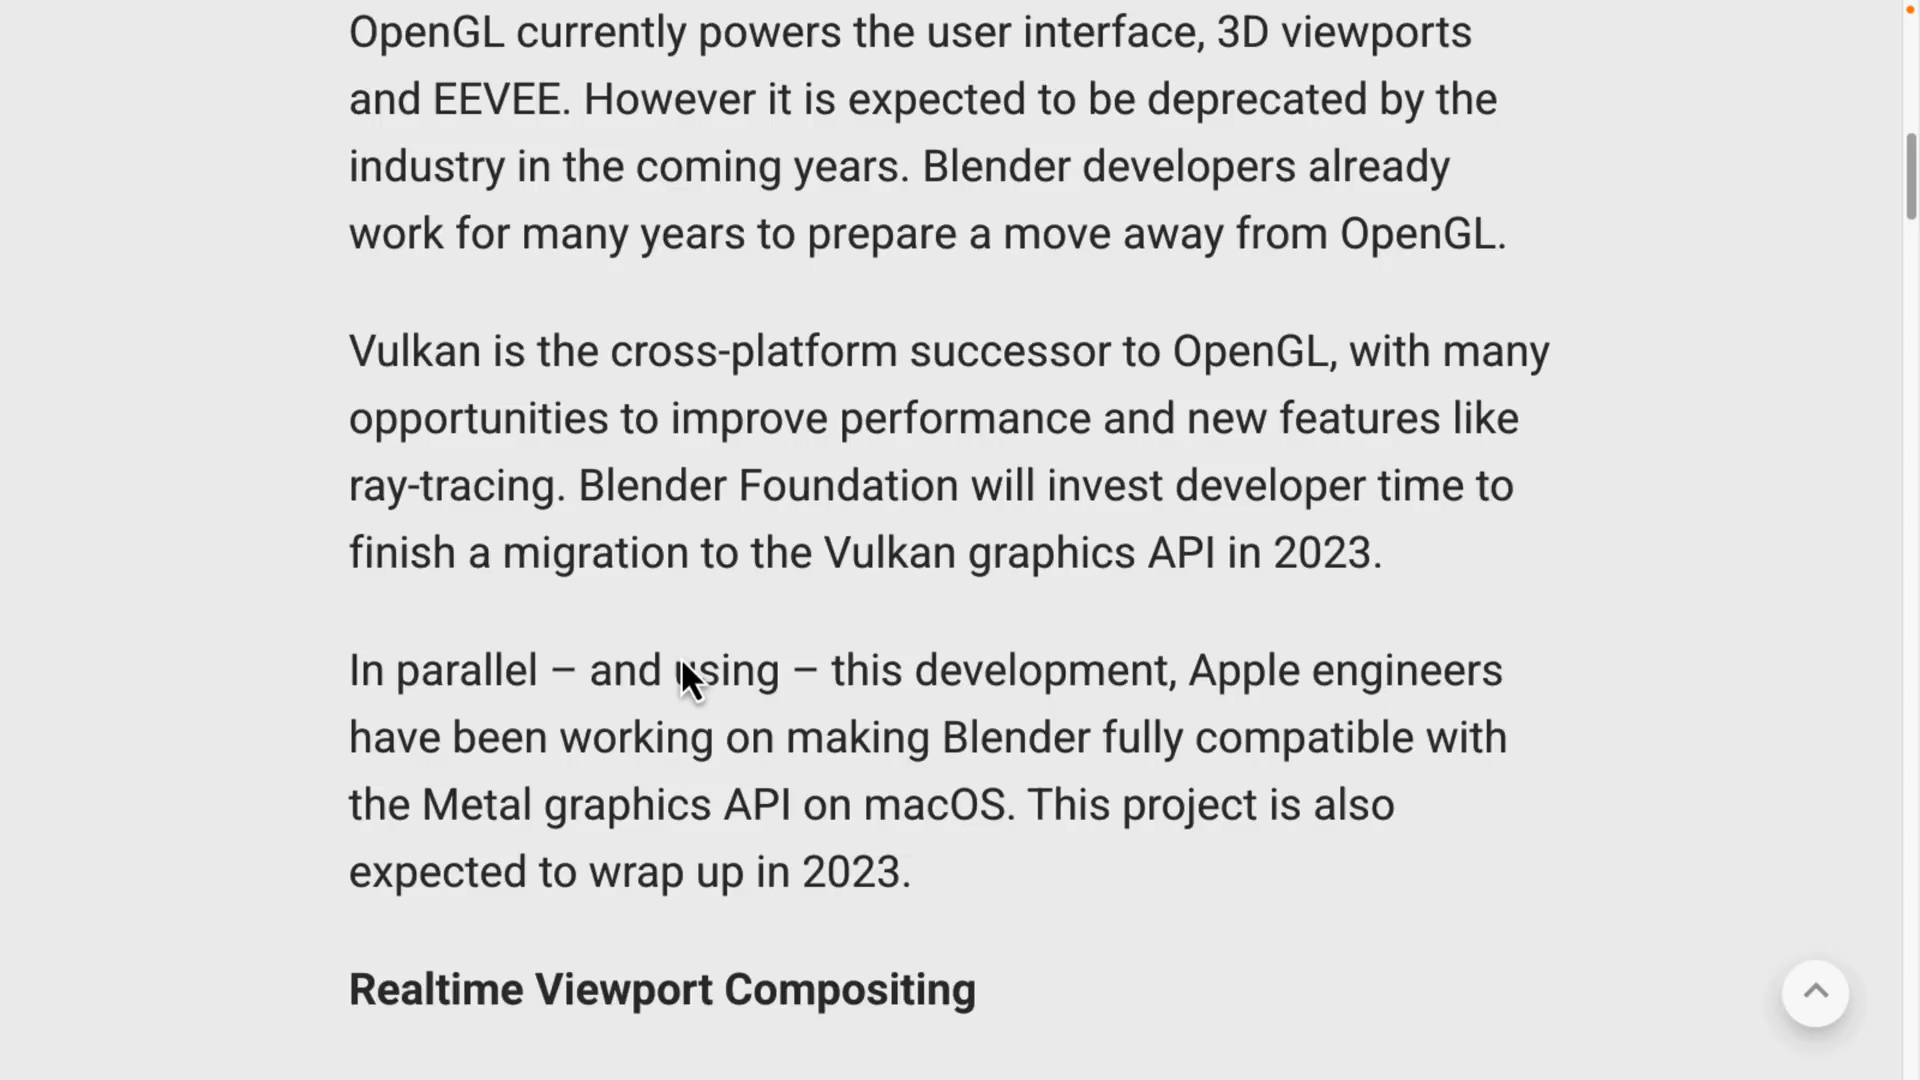 OpenGL currently powers the user interface, 3D viewports
and EEVEE. However it is expected to be deprecated by the
industry in the coming years. Blender developers already
work for many years to prepare a move away from OpenGL.
Vulkan is the cross-platform successor to OpenGL, with many
opportunities to improve performance and new features like
ray-tracing. Blender Foundation will invest developer time to
finish a migration to the Vulkan graphics API in 2023.
In parallel – and using – this development, Apple engineers
have been working on making Blender fully compatible with
the Metal graphics API on macOS. This project is also
expected to wrap up in 2023.
Realtime Viewport Compositing